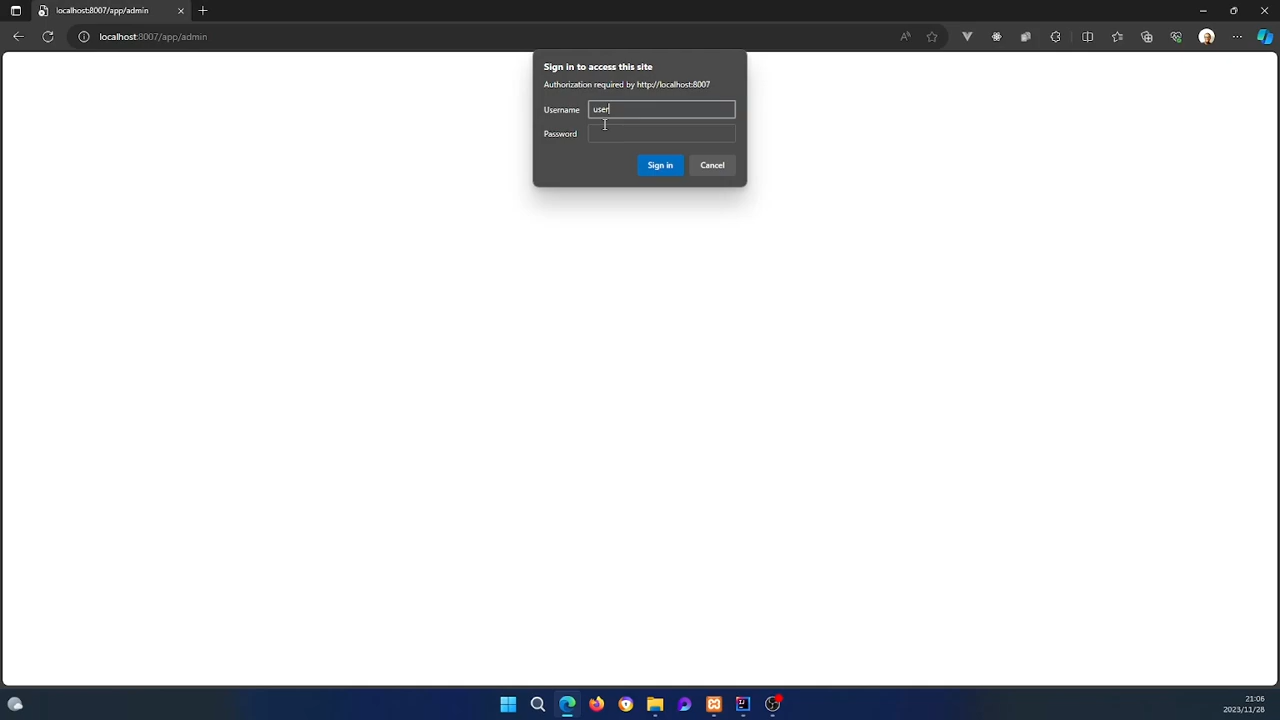 localhost:8007/app/admin
localhost:8007/app/admin
Sign in to access this site
Authorization required by http://localhost:8007
Username
user
Password
Sign in
Cancel
21:06
2023/11/28